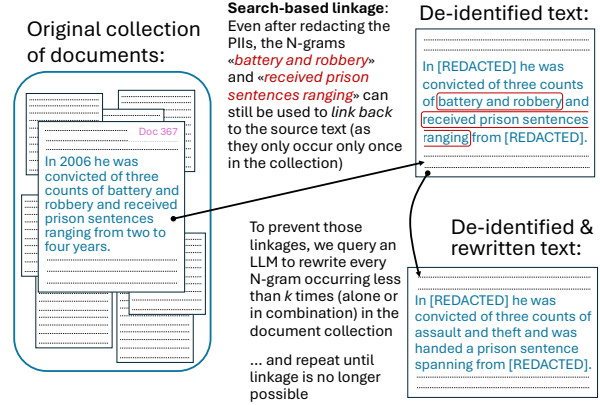 Original collection
of documents:
Doc 367
In 2006 he was
convicted of three
counts of battery and
robbery and received
prison sentences
ranging from two to
four years.
Search-based linkage:
Even after redacting the
PIIs, the N-grams
«battery and robbery»
and «received prison
sentences ranging» can
still be used to link back
to the source text (as
they only occur only once
in the collection)
De-identified text:
In [REDACTED] he was
convicted of three counts
of battery and robbery and
received prison sentences
ranging from [REDACTED].
To prevent those
linkages, we query an
LLM to rewrite every
N-gram occurring less
than k times (alone or
in combination) in the
document collection
... and repeat until
linkage is no longer
possible
De-identified &
rewritten text:
In [REDACTED] he was
convicted of three counts of
assault and theft and was
handed a prison sentence
spanning from [REDACTED].